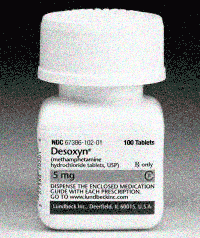 NDC 67386-102-01 100 Tablets
Desoxyn®
(methamphetamine
hydrochloride tablets, USP) ℞ only
5 mg CII
DISPENSE THE ENCLOSED MEDICATION
GUIDE WITH EACH PRESCRIPTION.
GO TO www.lundbeckinc.com
Lundbeck Inc., Deerfield, IL 60015, U.S.A.